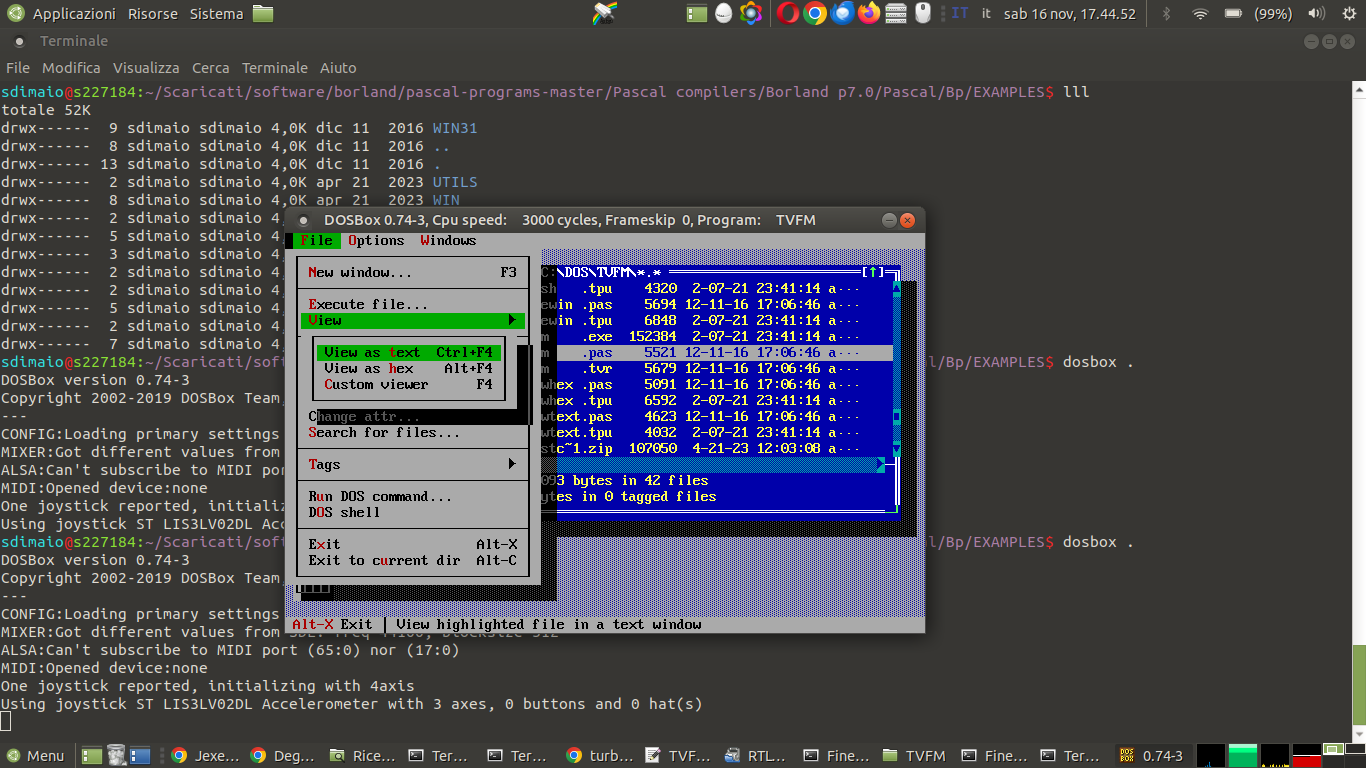 Applicazioni Risorse Sistema IT it sab 16 nov, 17.44.52 (99%)
Terminale
File Modifica Visualizza Cerca Terminale Aiuto
sdimaio@s227184:~/Scaricati/software/borland/pascal-programs-master/Pascal compilers/Borland p7.0/Pascal/Bp/EXAMPLES$ lll
totale 52K
drwx------ 9 sdimaio sdimaio 4,0K dic 11 2016 WIN31
drwx------ 8 sdimaio sdimaio 4,0K dic 11 2016 ..
drwx------ 13 sdimaio sdimaio 4,0K dic 11 2016 .
drwx------ 2 sdimaio sdimaio 4,0K apr 21 2023 UTILS
drwx------ 8 sdimaio sdimaio 4,0K apr 21 2023 WIN
drwx------ 2 sdimaio sdimaio 4,
drwx------ 5 sdimaio sdimaio 4,
drwx------ 3 sdimaio sdimaio 4,
drwx------ 2 sdimaio sdimaio 4,
drwx------ 2 sdimaio sdimaio 4,
drwx------ 5 sdimaio sdimaio 4,
drwx------ 2 sdimaio sdimaio 4,
drwx------ 7 sdimaio sdimaio 4,
sdimaio@s227184:~/Scaricati/sof l/Bp/EXAMPLES$ dosbox .
DOSBox version 0.74-3
Copyright 2002-2019 DOSBox Team,
---
CONFIG:Loading primary settings
MIXER:Got different values from
ALSA:Can't subscribe to MIDI por
MIDI:Opened device:none
One joystick reported, initializ
Using joystick ST LIS3LV02DL Acc
sdimaio@s227184:~/Scaricati/sof l/Bp/EXAMPLES$ dosbox .
DOSBox version 0.74-3
Copyright 2002-2019 DOSBox Team,
---
CONFIG:Loading primary settings
MIXER:Got different values from
ALSA:Can't subscribe to MIDI port (65:0) nor (17:0)
MIDI:Opened device:none
One joystick reported, initializing with 4axis
Using joystick ST LIS3LV02DL Accelerometer with 3 axes, 0 buttons and 0 hat(s)
DOSBox 0.74-3, Cpu speed: 3000 cycles, Frameskip 0, Program: TVFM
File Options Windows
New window... F3
Execute file...
View
View as text Ctrl+F4
View as hex Alt+F4
Custom viewer F4
Change attr...
Search for files...
Tags
Run DOS command...
DOS shell
Exit Alt-X
Exit to current dir Alt-C
C:\DOS\TVFM\*.* [↑]
sh .tpu 4320 2-07-21 23:41:14 a···
ewin .pas 5694 12-11-16 17:06:46 a···
ewin .tpu 6848 2-07-21 23:41:14 a···
m .exe 152384 2-07-21 23:41:14 a···
m .pas 5521 12-11-16 17:06:46 a···
m .tvr 5679 12-11-16 17:06:46 a···
whex .pas 5091 12-11-16 17:06:46 a···
whex .tpu 6592 2-07-21 23:41:14 a···
wtext.pas 4623 12-11-16 17:06:46 a···
wtext.tpu 4032 2-07-21 23:41:14 a···
stc~1.zip 107050 4-21-23 12:03:08 a···
093 bytes in 42 files
ytes in 0 tagged files
Alt-X Exit | View highlighted file in a text window
Menu Jexe... Deg... Rice... Ter... Ter... turb... TVF... RTL... Fine... TVFM Fine... Ter... DOS BOX 0.74-3